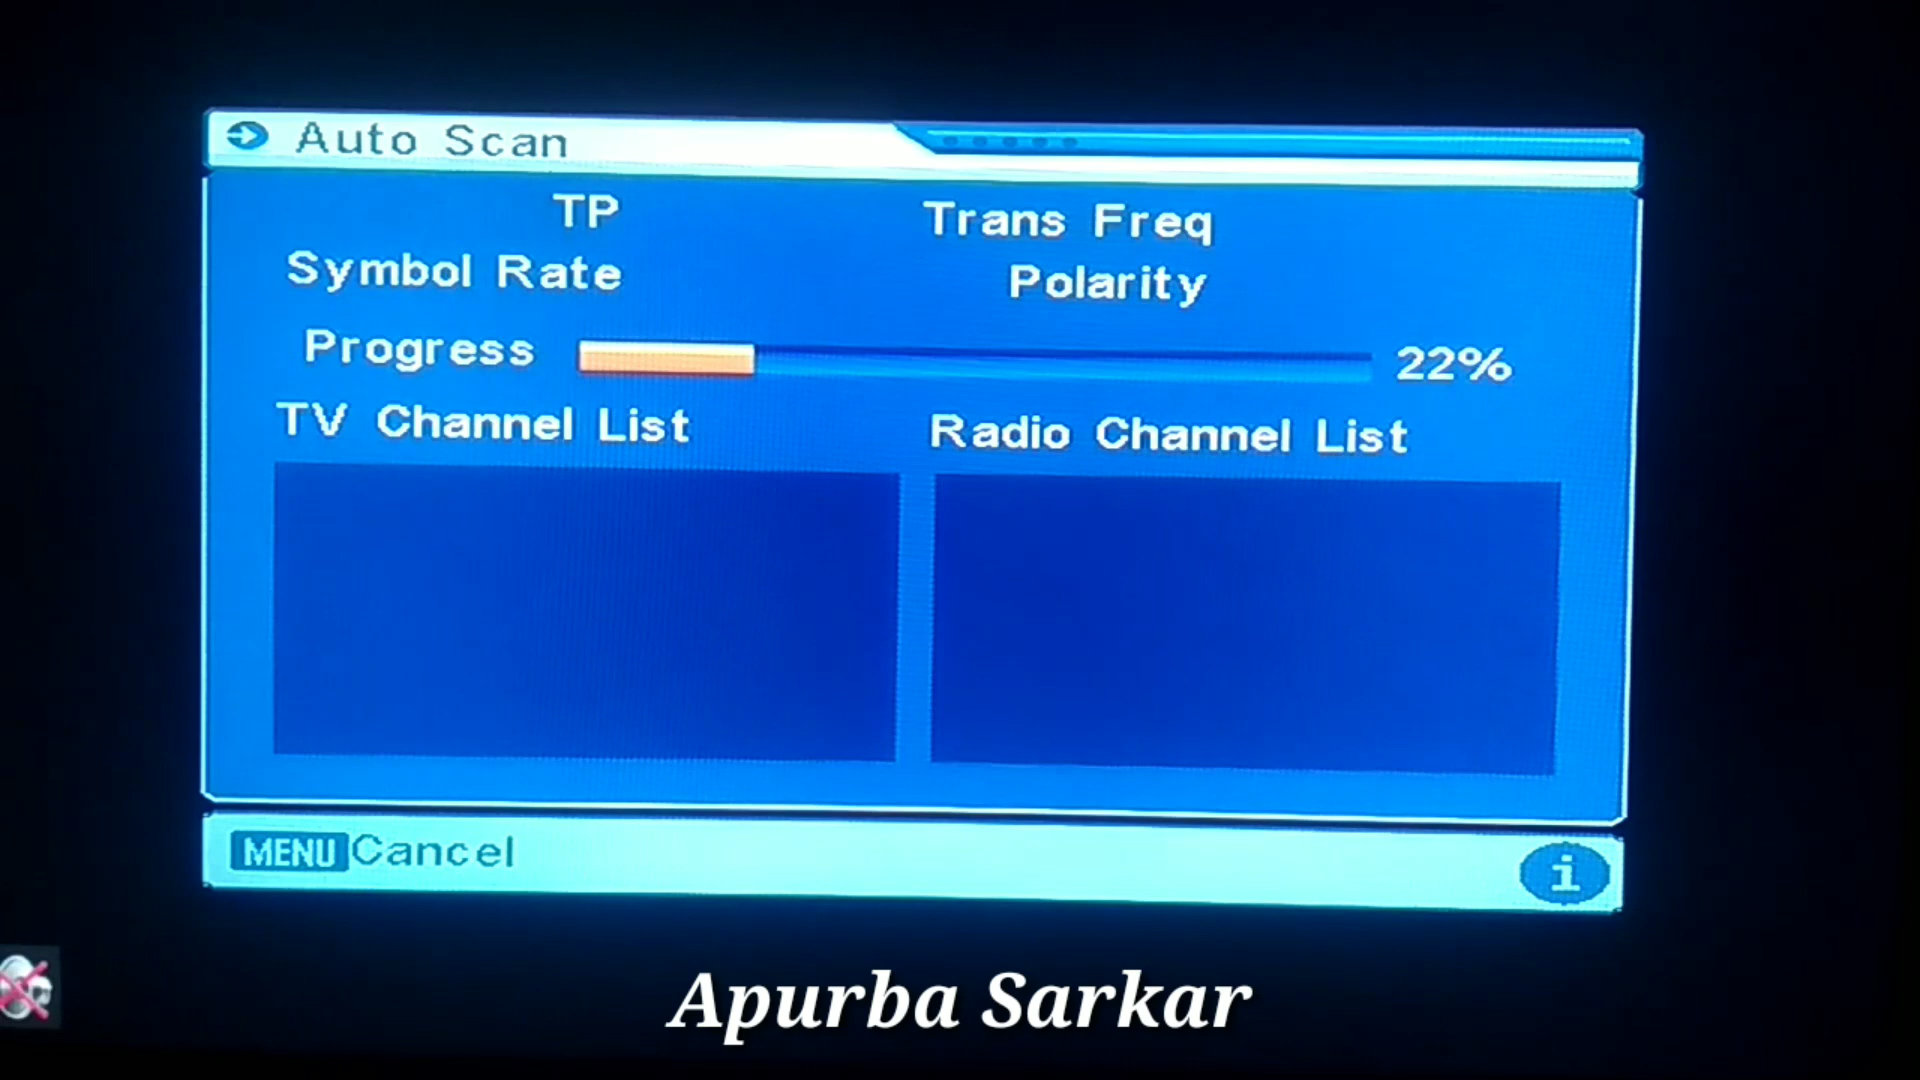 Auto Scan
TP
Trans Freq
Symbol Rate
Polarity
Progress
22%
TV Channel List
Radio Channel List
MENU Cancel
i
Apurba Sarkar